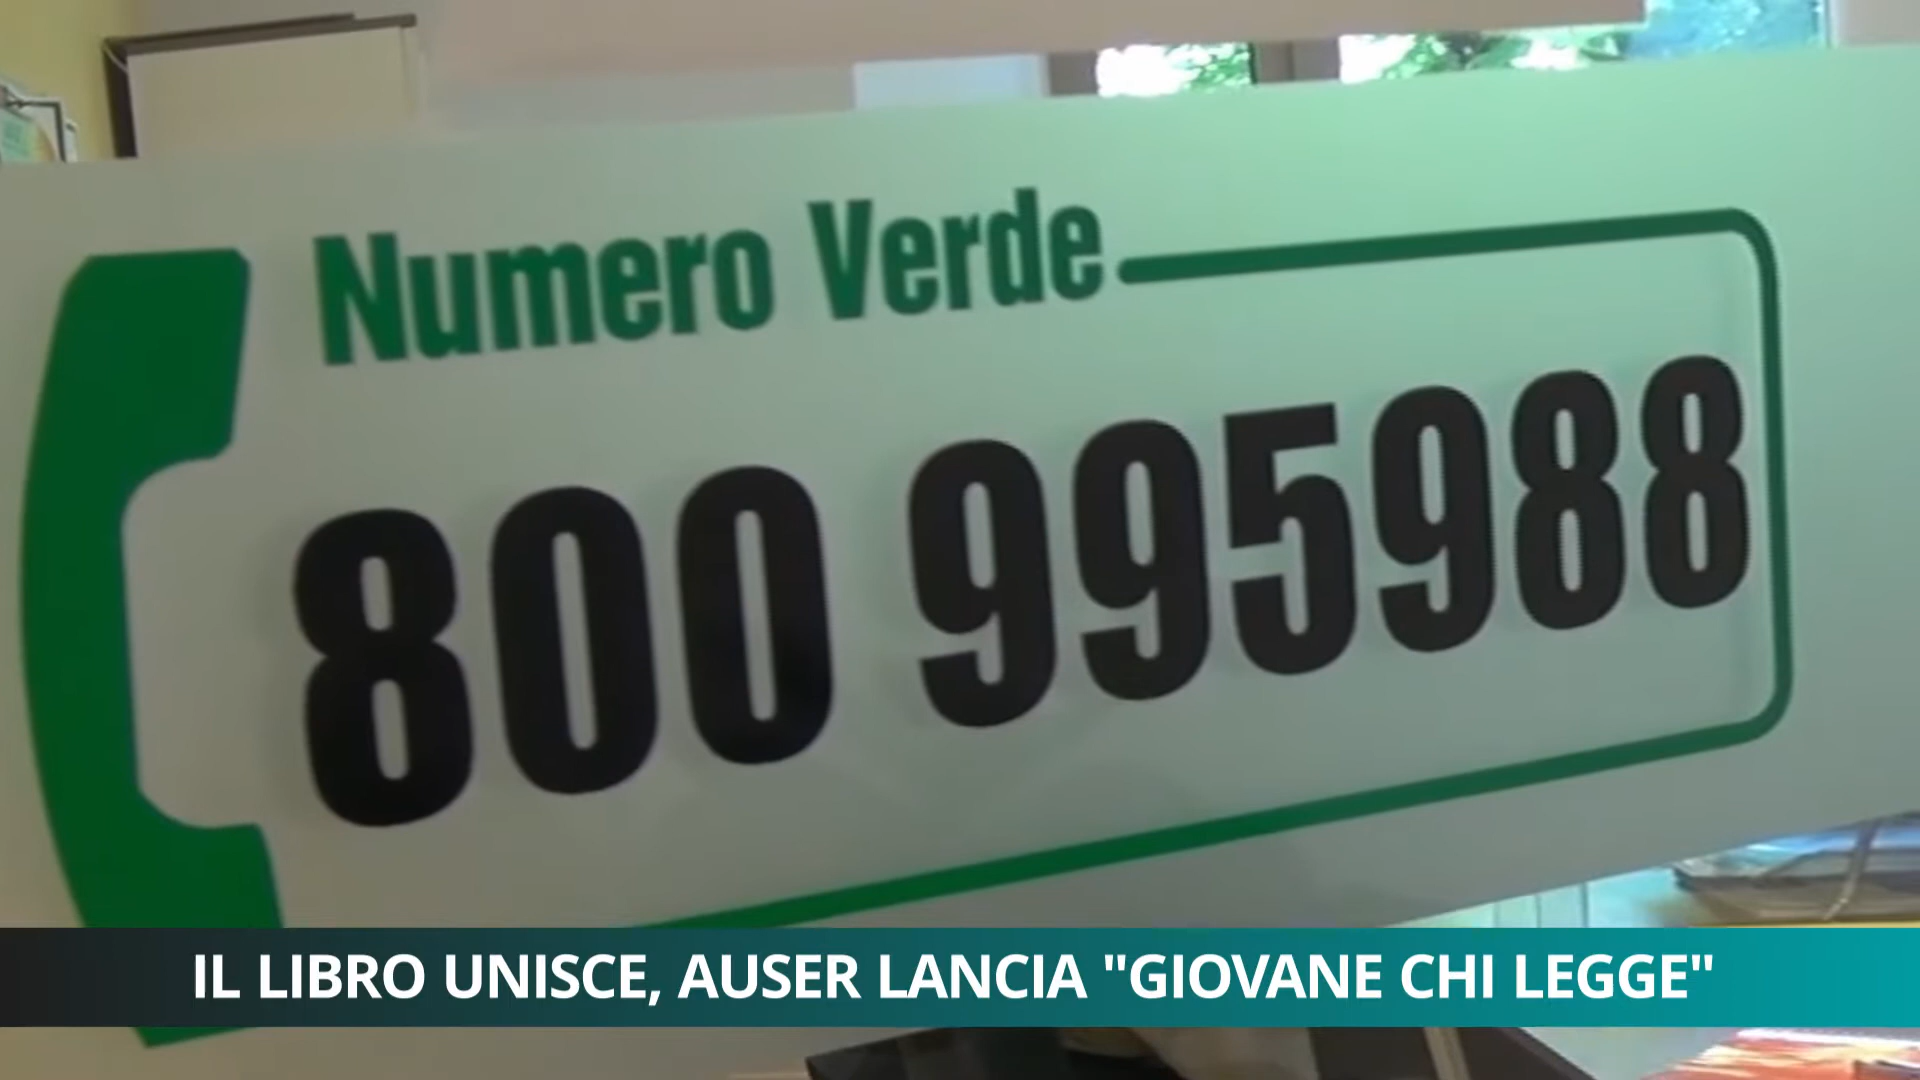 Numero Verde
800 995988
IL LIBRO UNISCE, AUSER LANCIA "GIOVANE CHI LEGGE"